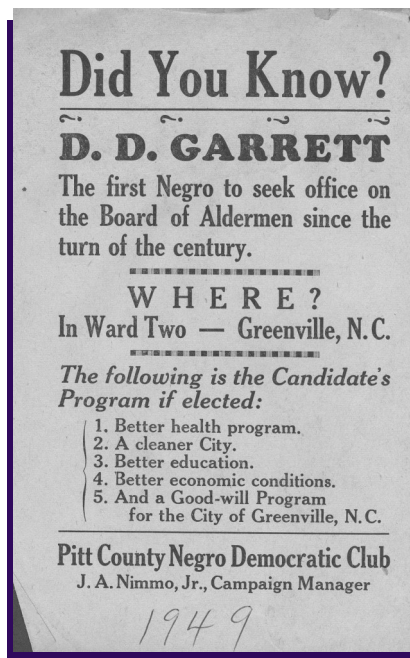 Did You Know?
D. D. GARRETT
The first Negro to seek office on
the Board of Aldermen since the
turn of the century.
WHERE?
In Ward Two — Greenville, N.C.
The following is the Candidate's
Program if elected:
1. Better health program.
2. A cleaner City.
3. Better education.
4. Better economic conditions.
5. And a Good-will Program
for the City of Greenville, N.C.
Pitt County Negro Democratic Club
J. A. Nimmo, Jr., Campaign Manager
1949